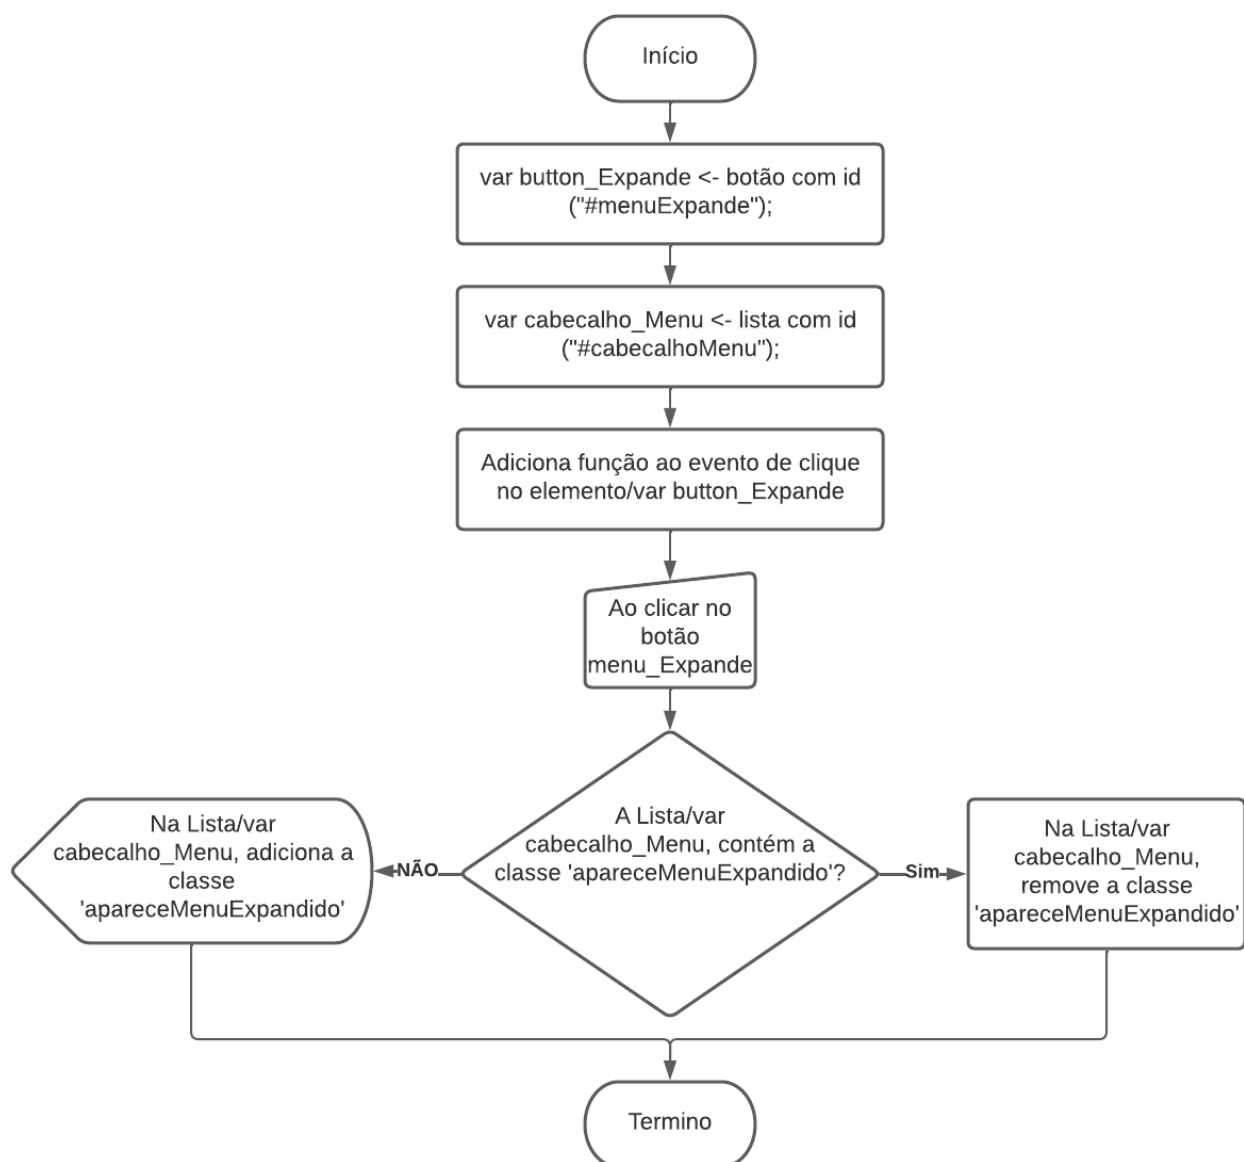 Início
var button_Expande <- botão com id
("#menuExpande");
var cabecalho_Menu <- lista com id
("#cabecalhoMenu");
Adiciona função ao evento de clique
no elemento/var button_Expande
Ao clicar no
botão
menu_Expande
A Lista/var
cabecalho_Menu, contém a
classe 'apareceMenuExpandido'?
NÃO
Na Lista/var
cabecalho_Menu, adiciona a
classe
'apareceMenuExpandido'
Sim
Na Lista/var
cabecalho_Menu,
remove a classe
'apareceMenuExpandido'
Termino